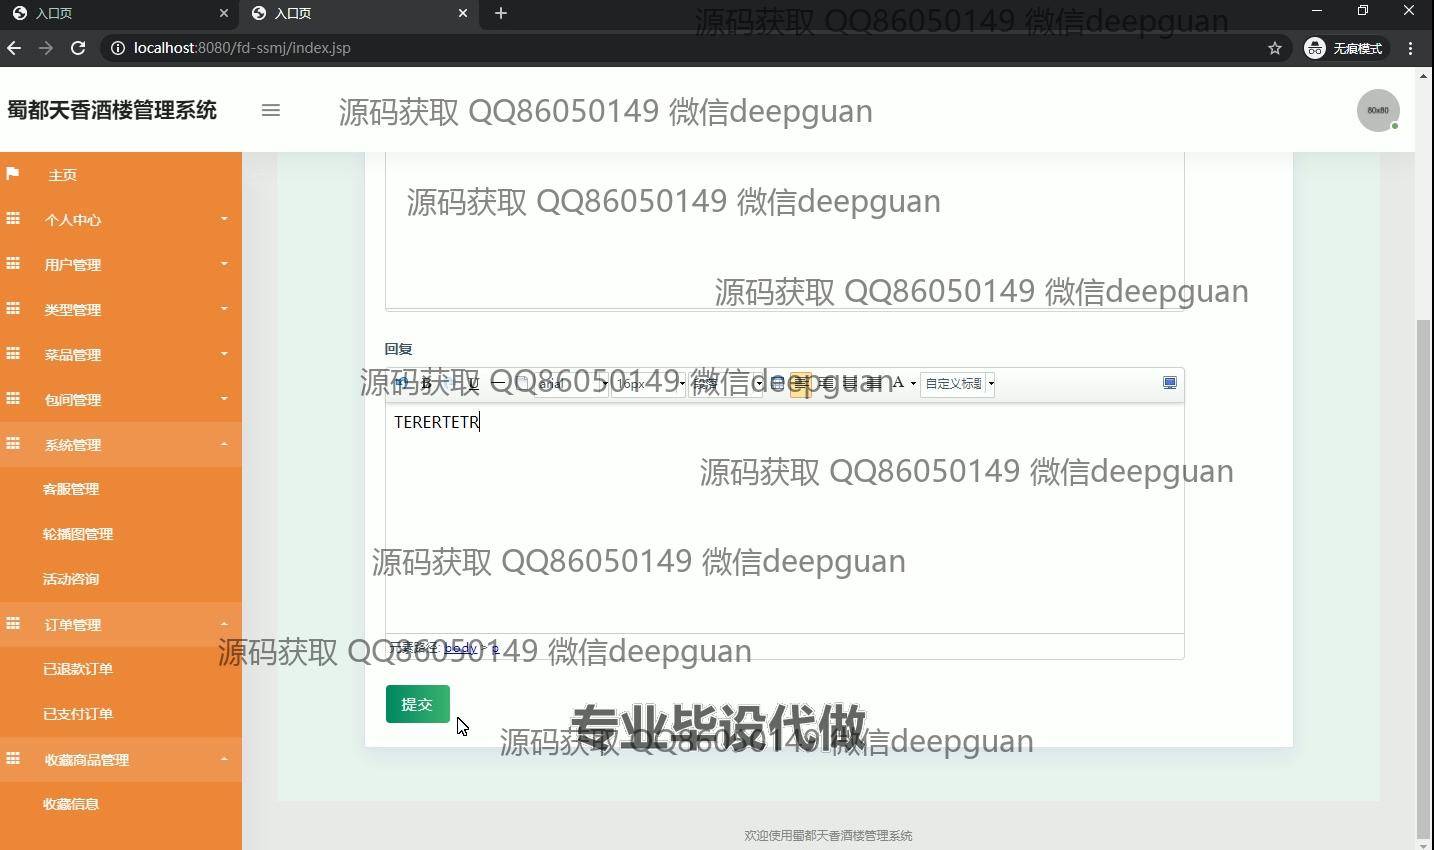 入口页
入口页
源码获取 QQ86050149 微信deepguan
localhost:8080/fd-ssmj/index.jsp
无痕模式
蜀都天香酒楼管理系统
源码获取 QQ86050149 微信deepguan
80x80
主页
源码获取 QQ86050149 微信deepguan
个人中心
用户管理
源码获取 QQ86050149 微信deepguan
类型管理
回复
菜品管理
源码获取 QQ86050149 微信deepguan
B U arial 16px 段落 A 自定义标题
包间管理
TERERTETR
系统管理
源码获取 QQ86050149 微信deepguan
客服管理
轮播图管理
源码获取 QQ86050149 微信deepguan
活动咨询
订单管理
元素路径: body > p
源码获取 QQ86050149 微信deepguan
已退款订单
提交
已支付订单
专业毕设代做
源码获取 QQ86050149 微信deepguan
收藏商品管理
收藏信息
欢迎使用蜀都天香酒楼管理系统